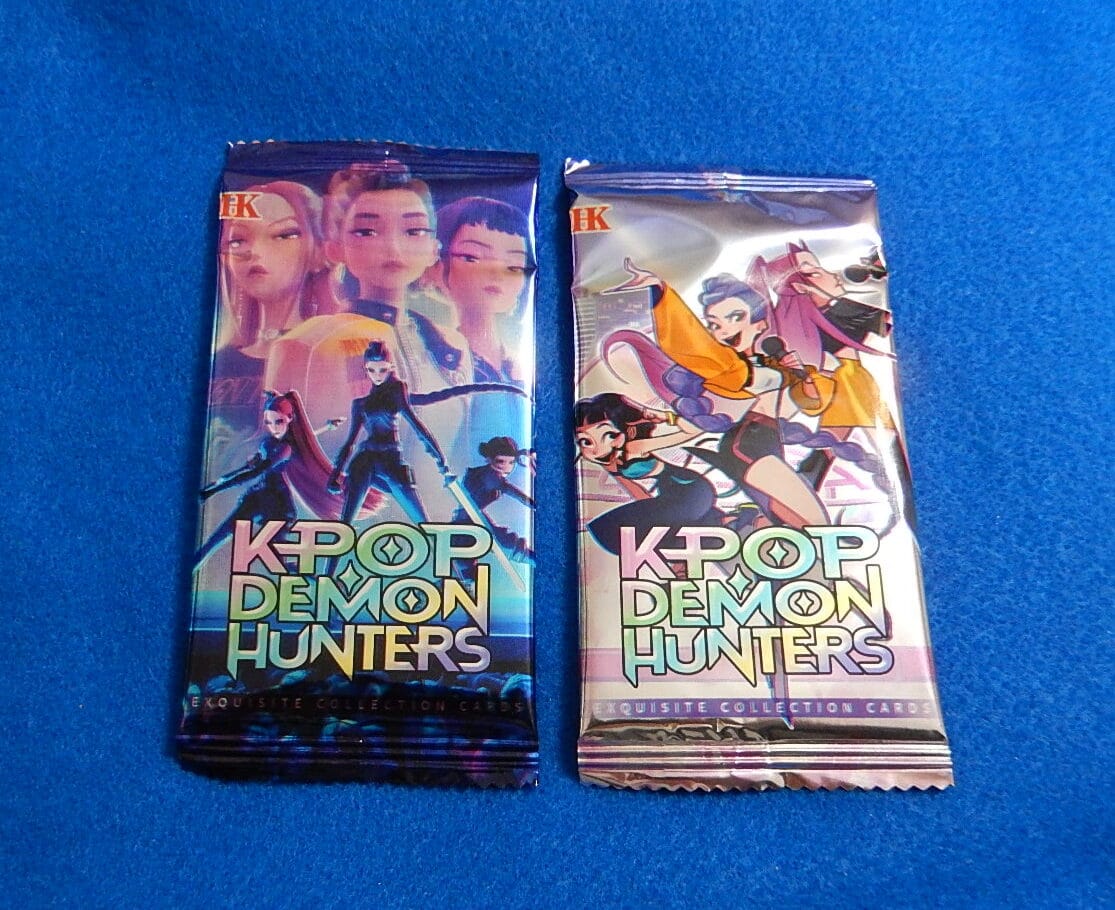 HK
K-POP
DEMON
HUNTERS
EXQUISITE COLLECTION CARDS
HK
K-POP
DEMON
HUNTERS
EXQUISITE COLLECTION CARDS